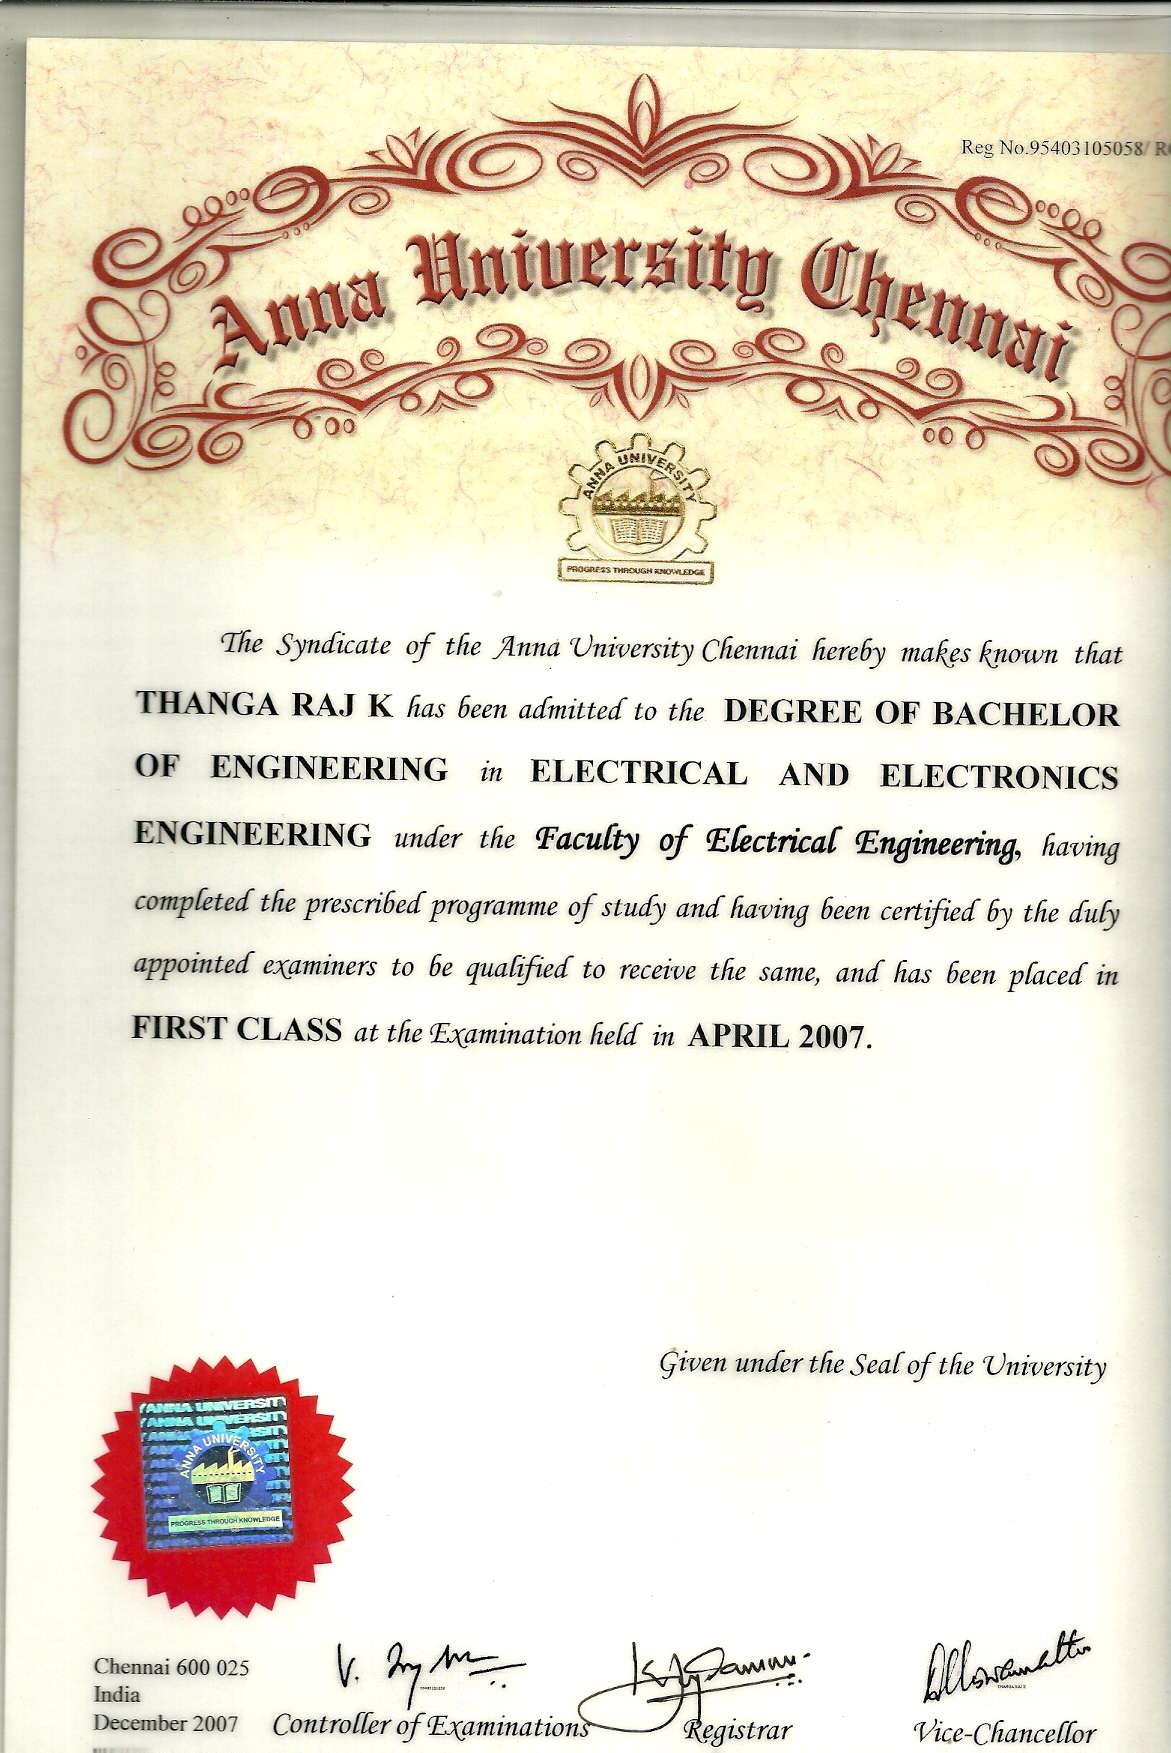 Reg No.95403105058/ R
Anna University Chennai
ANNA UNIVERSITY
PROGRESS THROUGH KNOWLEDGE
The Syndicate of the Anna University Chennai hereby makes known that
THANGA RAJ K has been admitted to the DEGREE OF BACHELOR
OF ENGINEERING in ELECTRICAL AND ELECTRONICS
ENGINEERING under the Faculty of Electrical Engineering, having
completed the prescribed programme of study and having been certified by the duly
appointed examiners to be qualified to receive the same, and has been placed in
FIRST CLASS at the Examination held in APRIL 2007.
Given under the Seal of the University
ANNA UNIVERSITY
ANNA UNIVERSITY
ANNA UNIVERSITY
PROGRESS THROUGH KNOWLEDGE
Chennai 600 025
India
December 2007
Controller of Examinations
Registrar
Vice-Chancellor